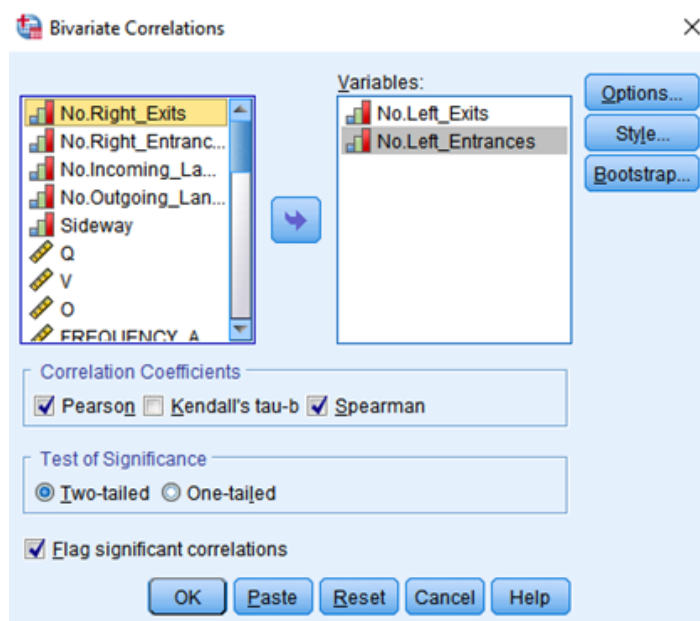 Bivariate Correlations
Variables:
No.Right_Exits
No.Right_Entranc...
No.Incoming_La...
No.Outgoing_Lan...
Sideway
Q
V
O
FREQUENCY_A
No.Left_Exits
No.Left_Entrances
Options...
Style...
Bootstrap...
Correlation Coefficients
Pearson Kendall's tau-b Spearman
Test of Significance
Two-tailed One-tailed
Flag significant correlations
OK Paste Reset Cancel Help